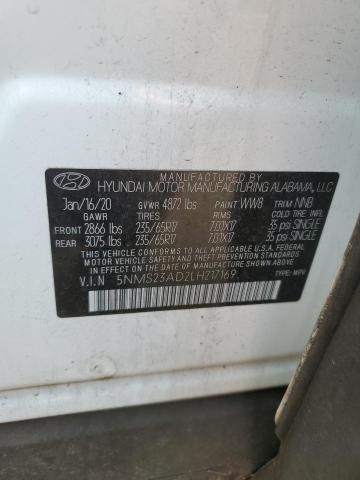 MANUFACTURED BY
HYUNDAI MOTOR MANUFACTURING ALABAMA, LLC
Jan/16/20 GVWR 4872 lbs PAINT WW8 TRIM NNB
GAWR TIRES RIMS COLD TIRE INFLATION PRES.
FRONT 2866 lbs 235/65R17 7.0JX17 35 psi SINGLE
REAR 3075 lbs 235/65R17 7.0JX17 35 psi SINGLE
THIS VEHICLE CONFORMS TO ALL APPLICABLE U.S. FEDERAL
MOTOR VEHICLE SAFETY, BUMPER, AND THEFT PREVENTION STANDARDS
IN EFFECT ON THE DATE OF MANUFACTURE SHOWN ABOVE.
V.I.N 5NMS23AD2LH217169 TYPE: MPV